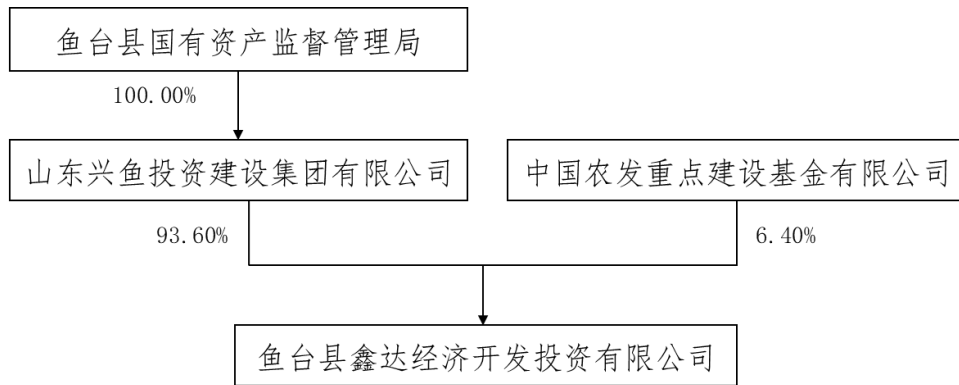 鱼台县国有资产监督管理局
100.00%
山东兴鱼投资建设集团有限公司
中国农发重点建设基金有限公司
93.60%
6.40%
鱼台县鑫达经济开发投资有限公司